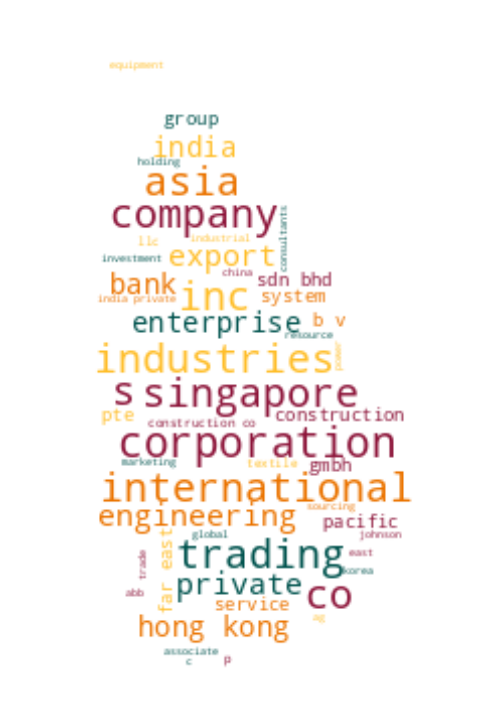 equipment
group
india
holding
asia
company
consultants
llc industrial
investment export
china
bank inc sdn bhd
india private system
enterprise b v
resource
industries power
s singapore
pte construction
construction co
corporation
marketing textile gmbh
international
sourcing
engineering pacific
global johnson
trade far east trading east
korea
abb private co
service
ag
hong kong
associate
c p